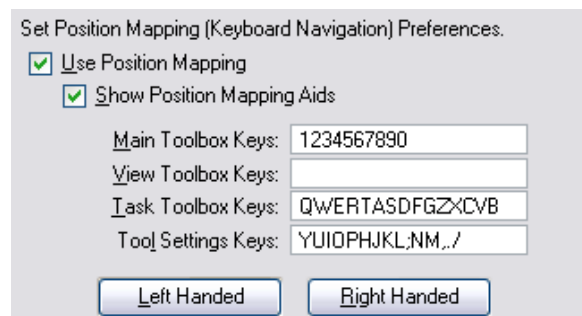 Set Position Mapping (Keyboard Navigation) Preferences.
Use Position Mapping
Show Position Mapping Aids
Main Toolbox Keys: 1234567890
View Toolbox Keys:
Task Toolbox Keys: QWERTASDFGZXCVB
Tool Settings Keys: YUIOPHJKL;NM,./
Left Handed Right Handed